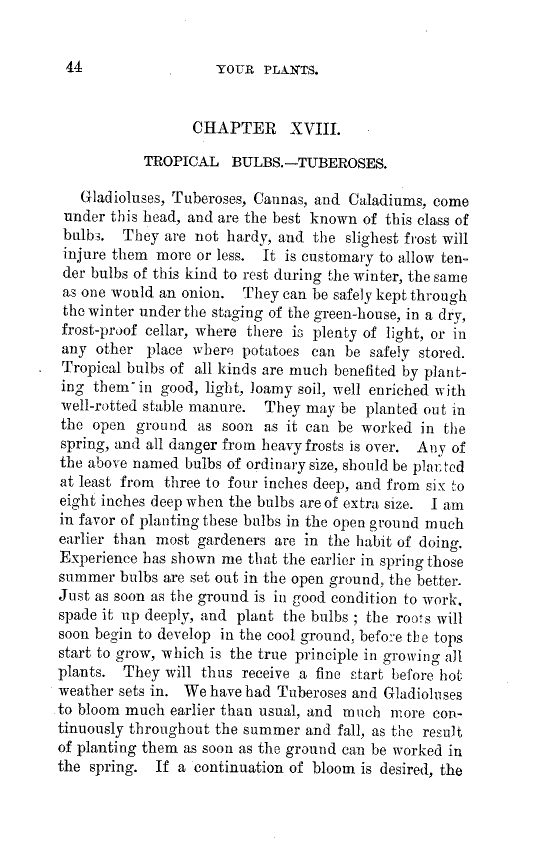 44 YOUR PLANTS.
CHAPTER XVIII.
TROPICAL BULBS.—TUBEROSES.
Gladioluses, Tuberoses, Cannas, and Caladiums, come
under this head, and are the best known of this class of
bulbs. They are not hardy, and the slighest frost will
injure them more or less. It is customary to allow ten-
der bulbs of this kind to rest during the winter, the same
as one would an onion. They can be safely kept through
the winter under the staging of the green-house, in a dry,
frost-proof cellar, where there is plenty of light, or in
any other place where potatoes can be safely stored.
Tropical bulbs of all kinds are much benefited by plant-
ing them in good, light, loamy soil, well enriched with
well-rotted stable manure. They may be planted out in
the open ground as soon as it can be worked in the
spring, and all danger from heavy frosts is over. Any of
the above named bulbs of ordinary size, should be planted
at least from three to four inches deep, and from six to
eight inches deep when the bulbs are of extra size. I am
in favor of planting these bulbs in the open ground much
earlier than most gardeners are in the habit of doing.
Experience has shown me that the earlier in spring those
summer bulbs are set out in the open ground, the better.
Just as soon as the ground is in good condition to work,
spade it up deeply, and plant the bulbs ; the roots will
soon begin to develop in the cool ground, before the tops
start to grow, which is the true principle in growing all
plants. They will thus receive a fine start before hot
weather sets in. We have had Tuberoses and Gladioluses
to bloom much earlier than usual, and much more con-
tinuously throughout the summer and fall, as the result
of planting them as soon as the ground can be worked in
the spring. If a continuation of bloom is desired, the